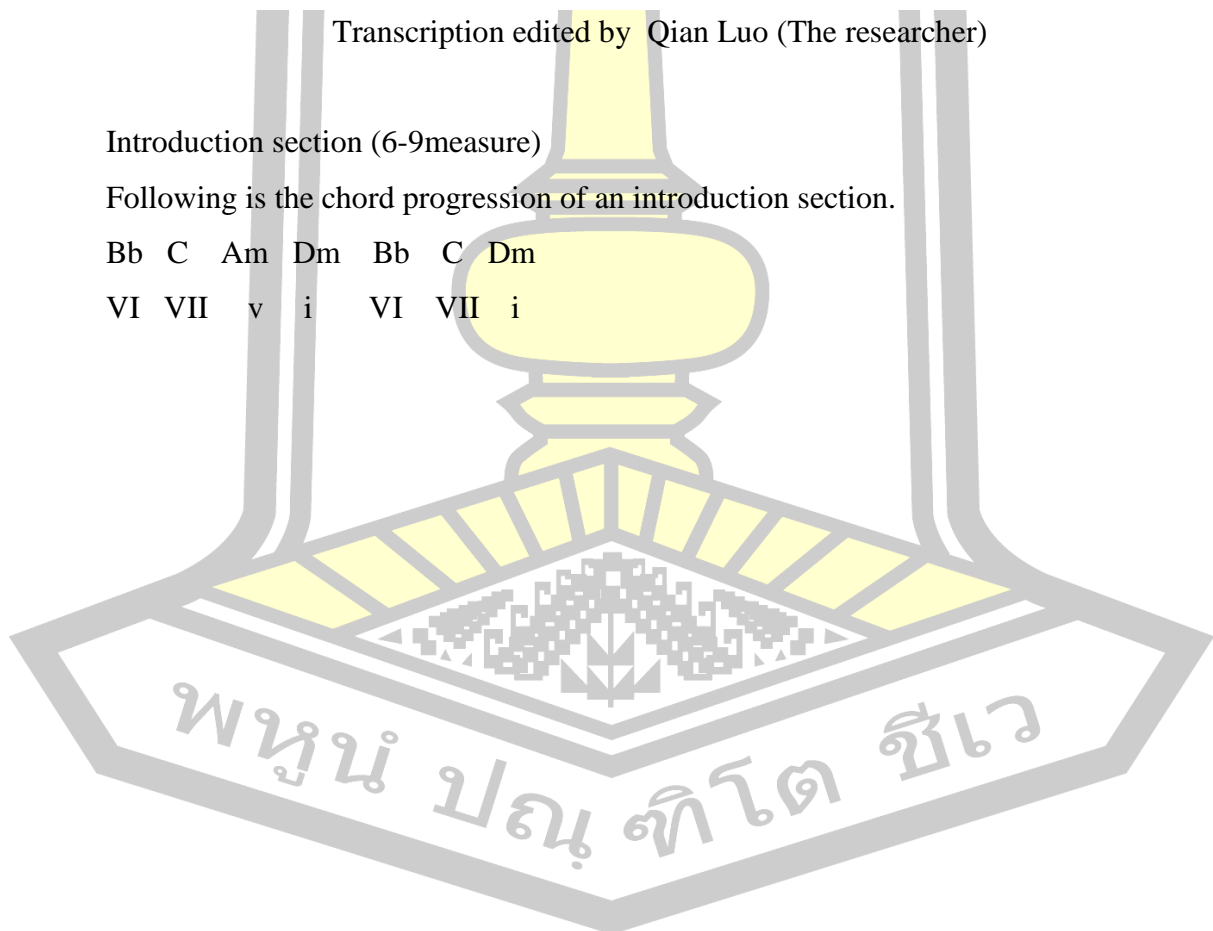 Transcription edited by  Qian Luo (The researcher)
Introduction section (6-9measure)
Following is the chord progression of an introduction section.
Bb C Am Dm Bb C Dm
VI VII v i VI VII i
พหูนํ ปณฺฑิโต ชีเว